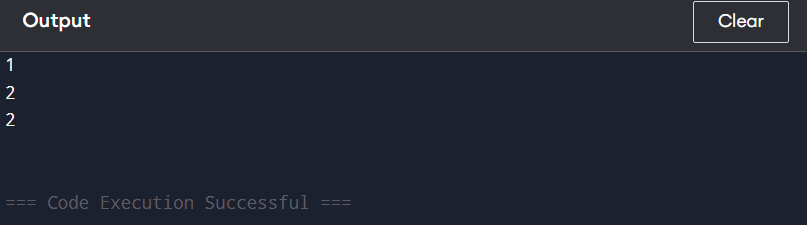 Output
Clear
1
2
2
=== Code Execution Successful ===